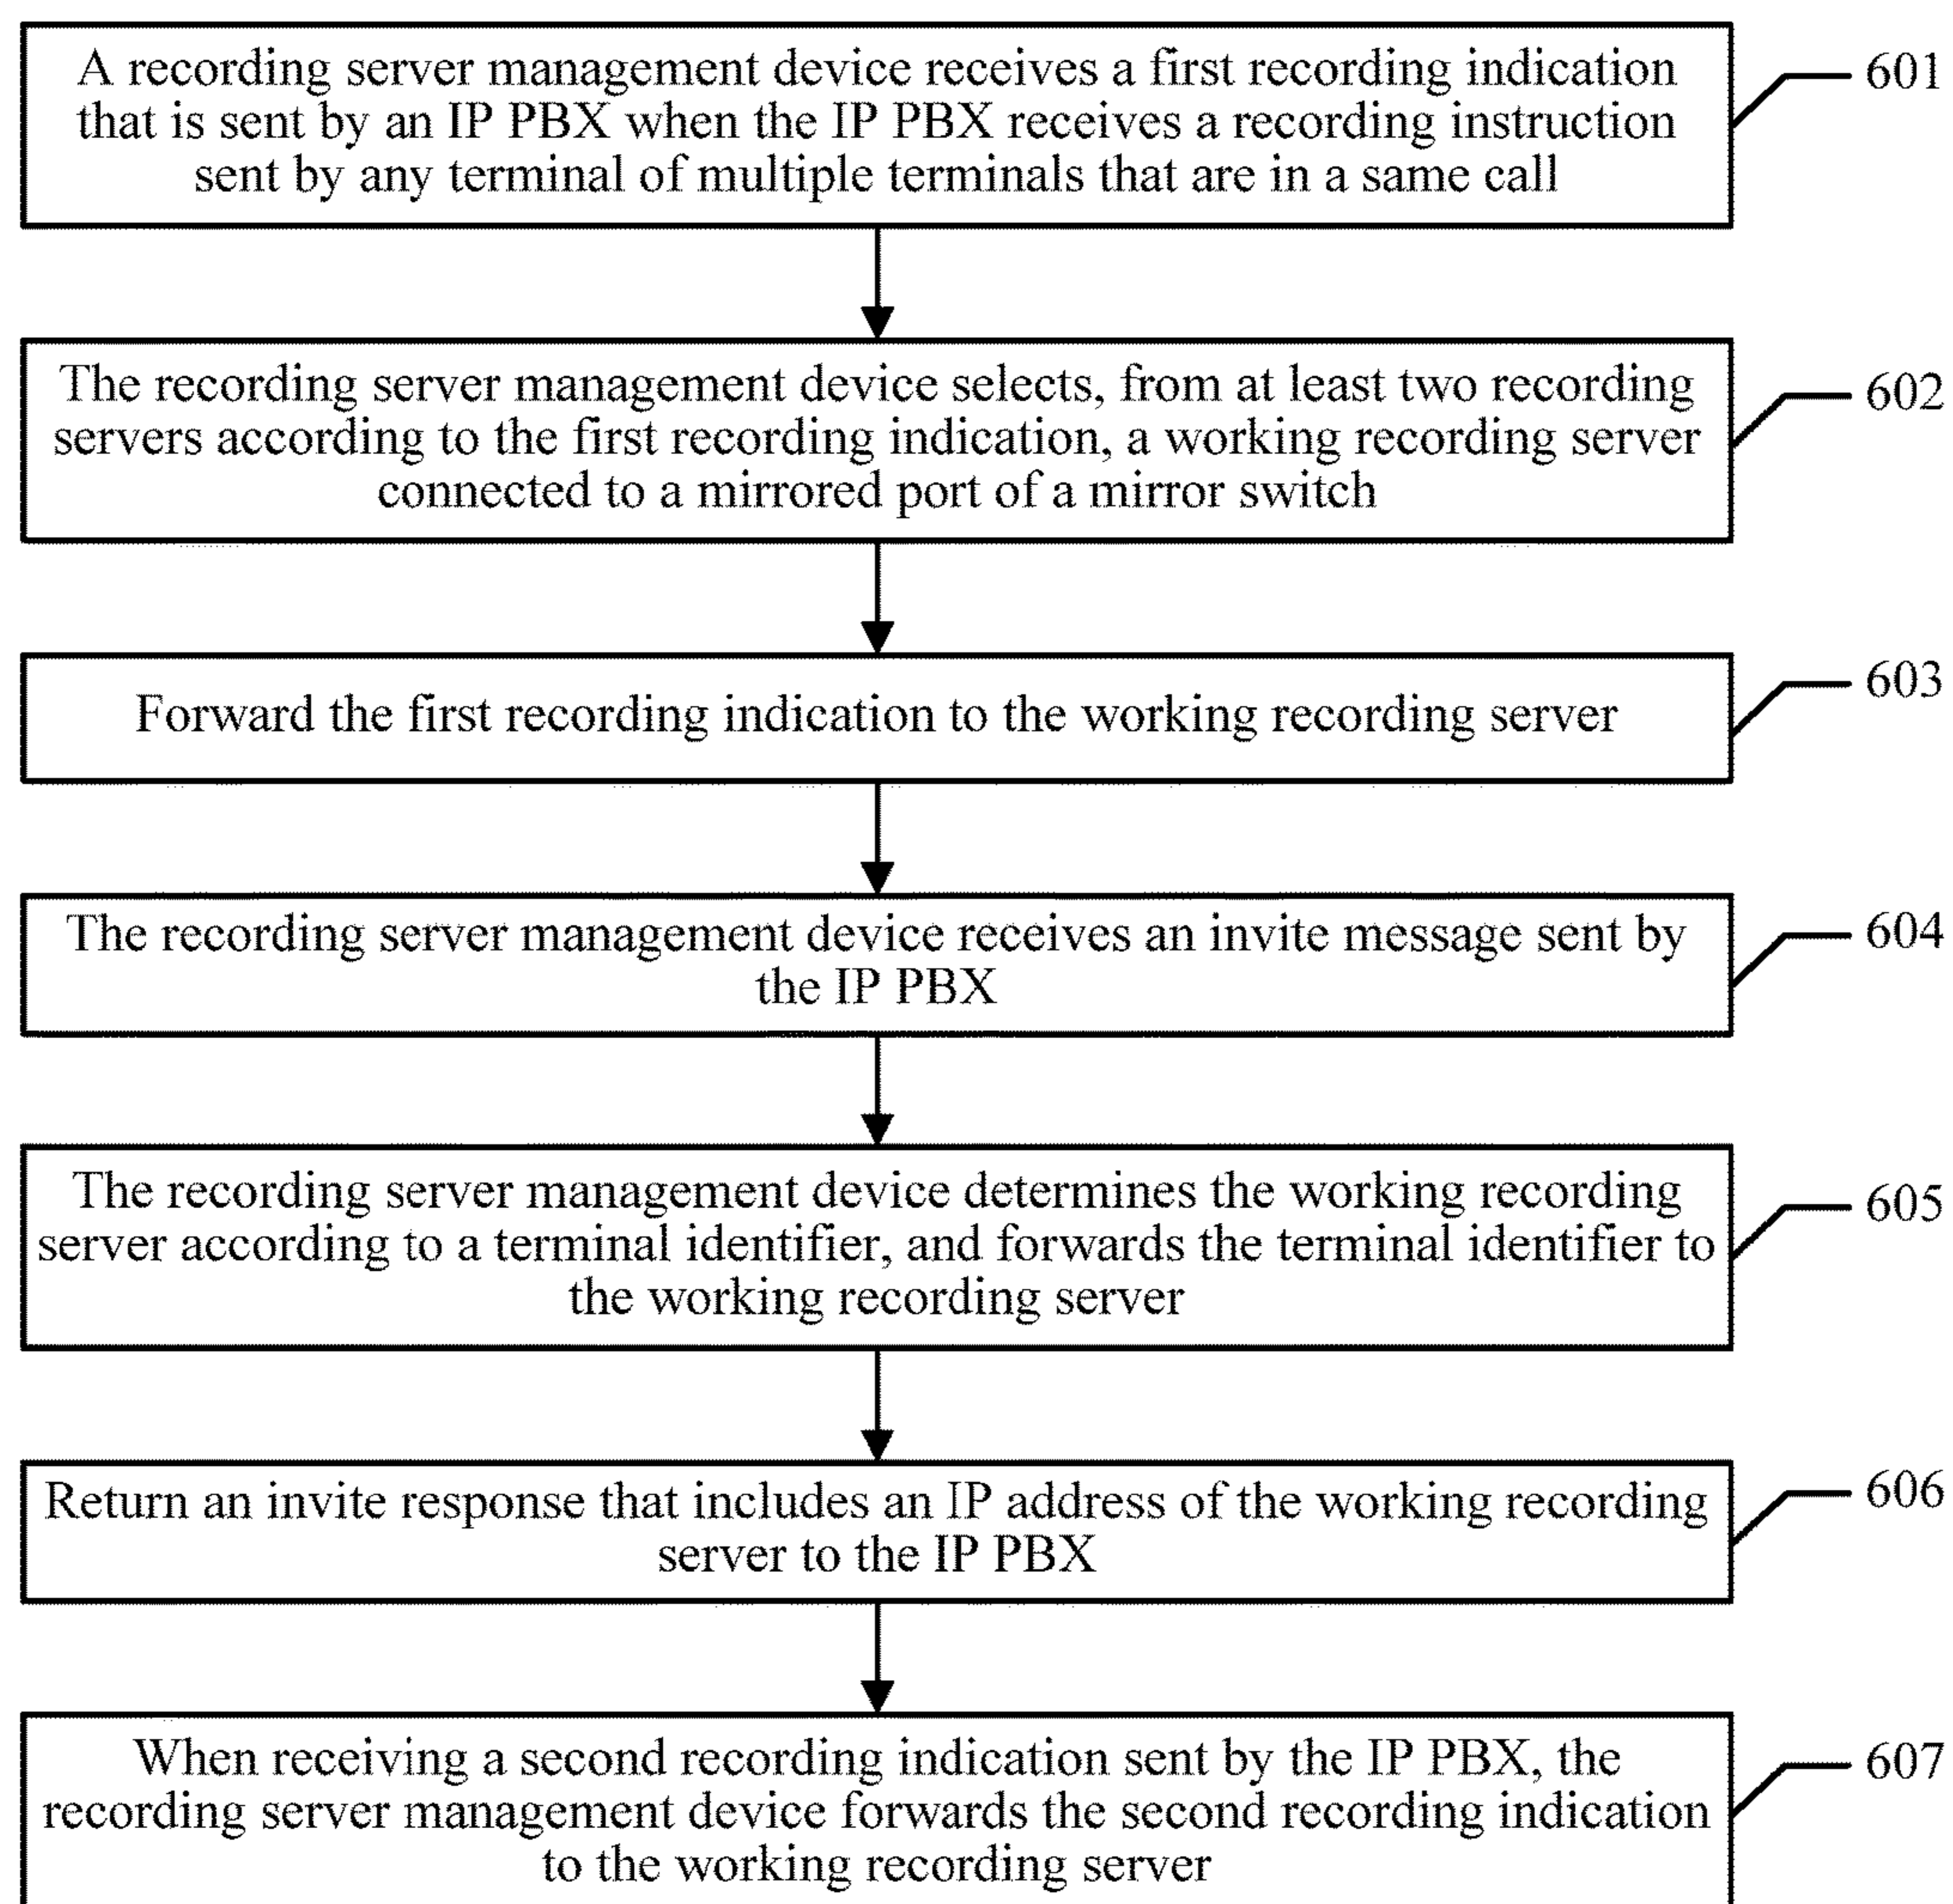 A recording server management device receives a first recording indication
that is sent by an IP PBX when the IP PBX receives a recording instruction
sent by any terminal of multiple terminals that are in a same call
601
The recording server management device selects, from at least two recording
servers according to the first recording indication, a working recording server
connected to a mirrored port of a mirror switch
602
Forward the first recording indication to the working recording server
603
The recording server management device receives an invite message sent by
the IP PBX
604
The recording server management device determines the working recording
server according to a terminal identifier, and forwards the terminal identifier to
the working recording server
605
Return an invite response that includes an IP address of the working recording
server to the IP PBX
606
When receiving a second recording indication sent by the IP PBX, the
recording server management device forwards the second recording indication
to the working recording server
607